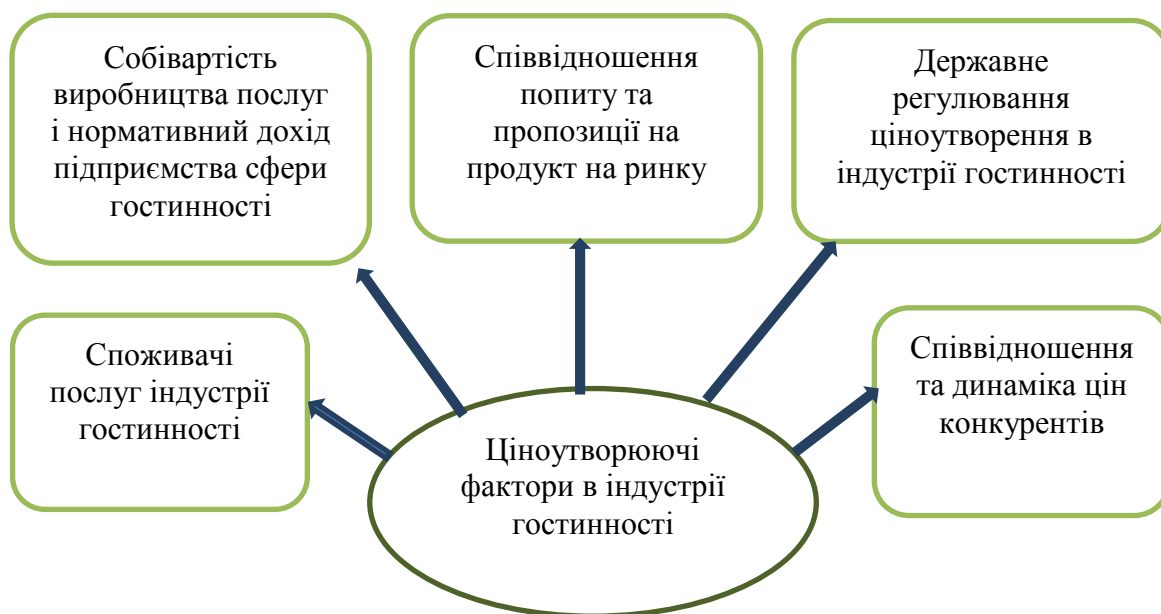 Собівартість
виробництва послуг
і нормативний дохід
підприємства сфери
гостинності
Співвідношення
попиту та
пропозиції на
продукт на ринку
Державне
регулювання
ціноутворення в
індустрії гостинності
Споживачі
послуг індустрії
гостинності
Співвідношення
та динаміка цін
конкурентів
Ціноутворюючі
фактори в індустрії
гостинності